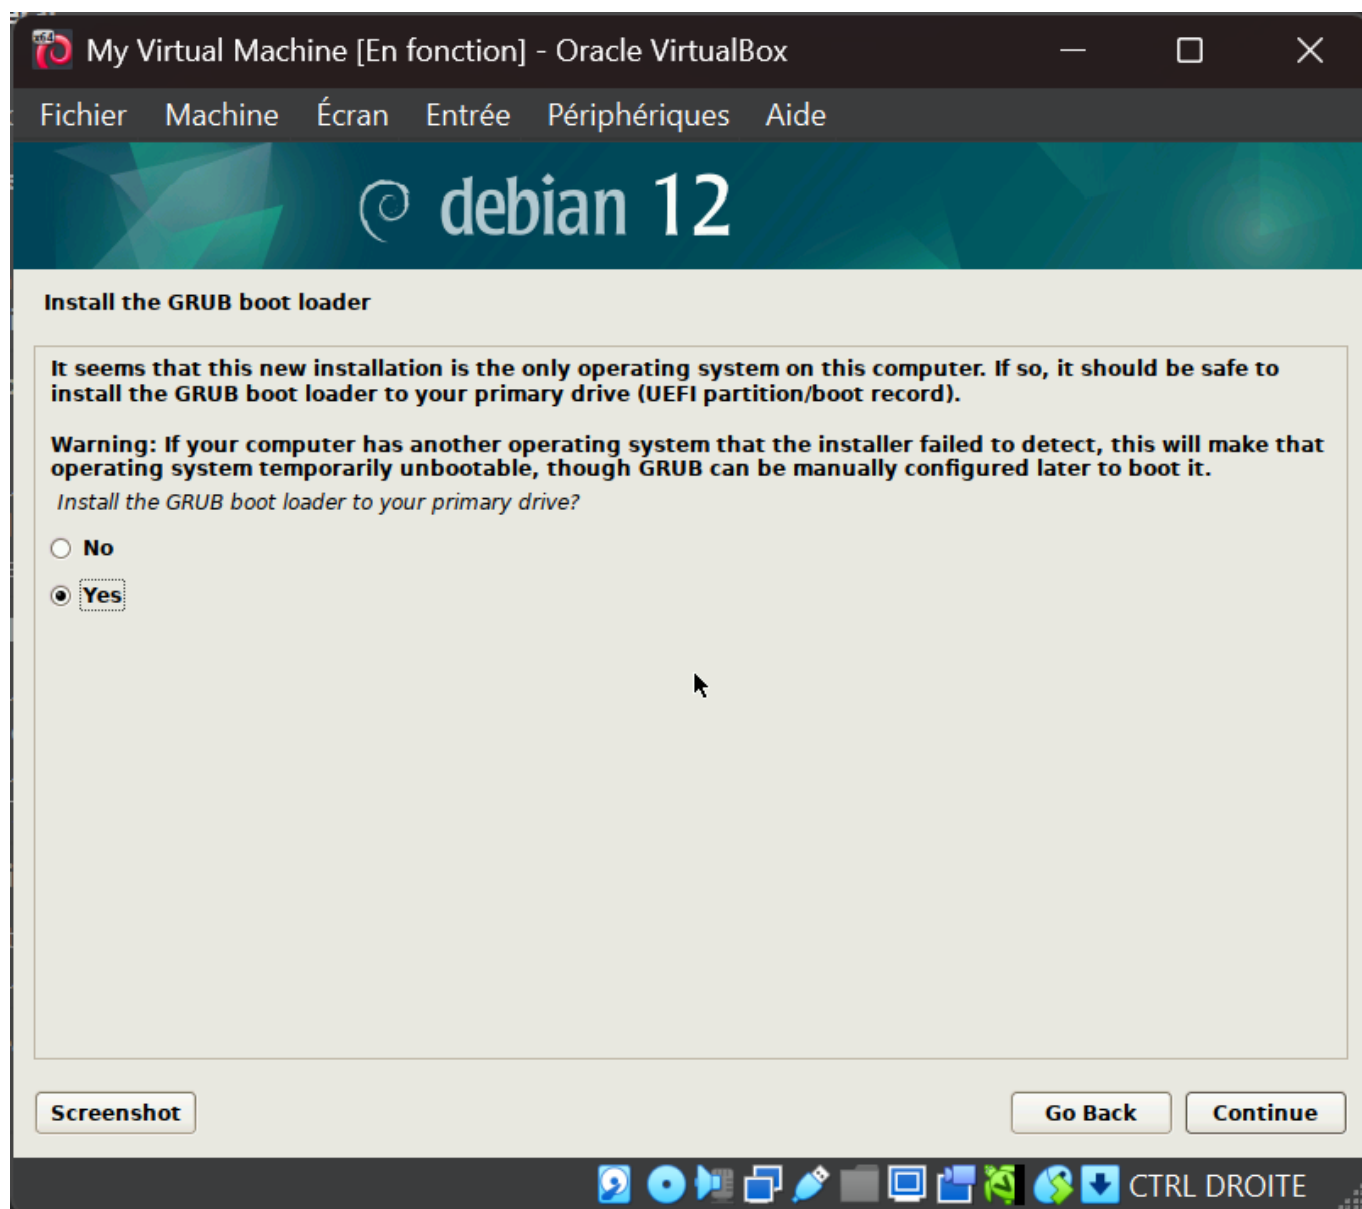 My Virtual Machine [En fonction] - Oracle VirtualBox
Fichier Machine Écran Entrée Périphériques Aide
debian 12
Install the GRUB boot loader
It seems that this new installation is the only operating system on this computer. If so, it should be safe to
install the GRUB boot loader to your primary drive (UEFI partition/boot record).
Warning: If your computer has another operating system that the installer failed to detect, this will make that
operating system temporarily unbootable, though GRUB can be manually configured later to boot it.
Install the GRUB boot loader to your primary drive?
No
Yes
Screenshot Go Back Continue
CTRL DROITE